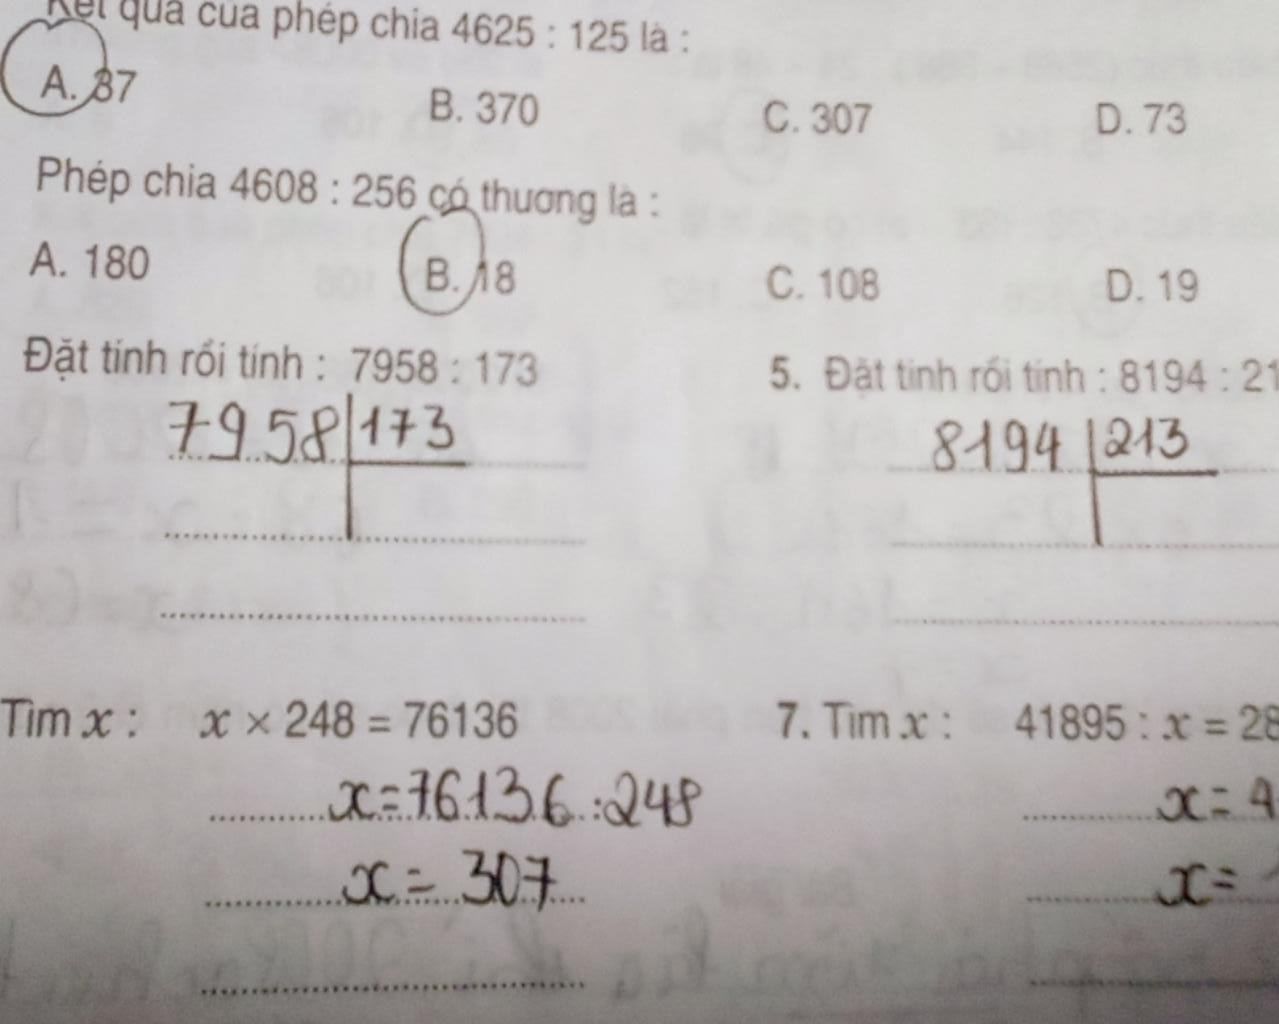 Kết quả của phép chia 4625 : 125 là :
A. 37 B. 370 C. 307 D. 73
Phép chia 4608 : 256 có thương là :
A. 180 B. 18 C. 108 D. 19
Đặt tính rồi tính : 7958 : 173
5. Đặt tính rồi tính : 8194 : 21
7958 173
8194 213
Tìm x : x × 248 = 76136
7. Tìm x : 41895 : x = 28
x = 76136 : 248
x = 4
x = 307
x =